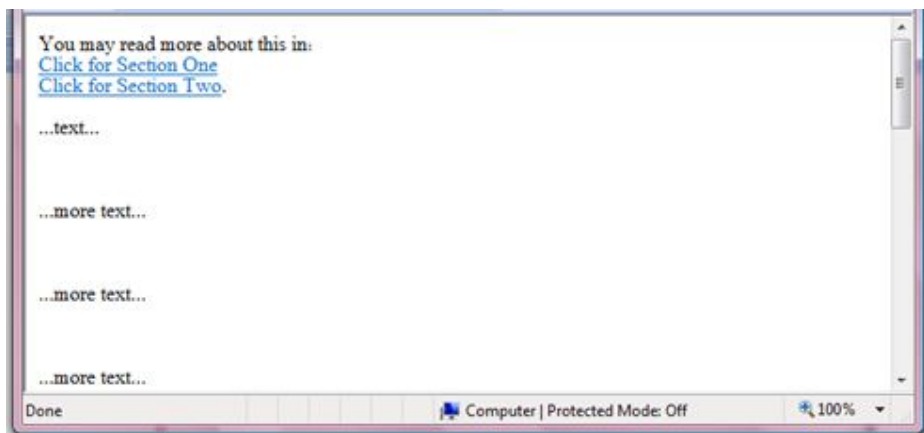 You may read more about this in:
Click for Section One
Click for Section Two.
...text...
...more text...
...more text...
...more text...
Done
Computer | Protected Mode: Off
100%